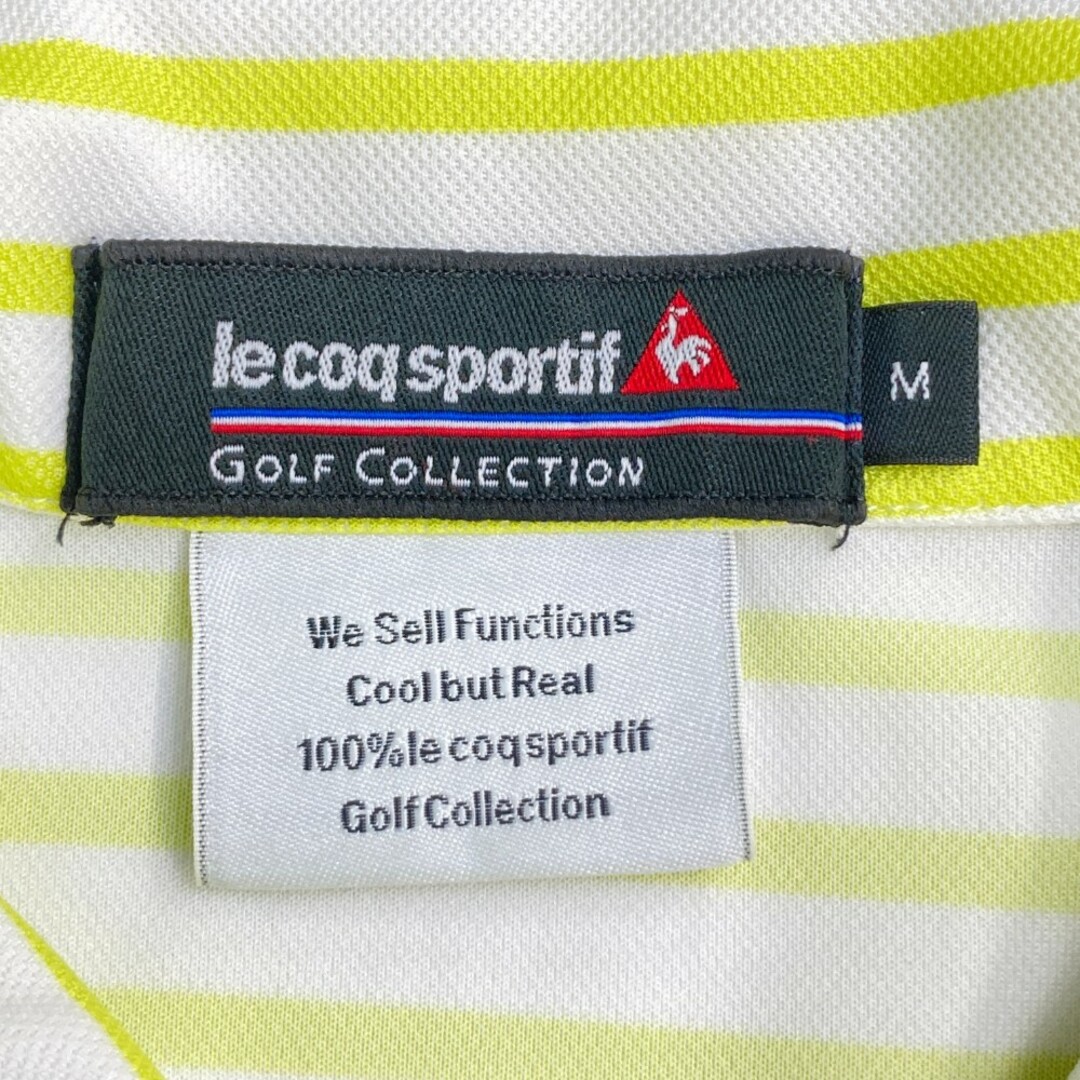 le coq sportif
M
GOLF COLLECTION
We Sell Functions
Cool but Real
100% le coq sportif
Golf Collection